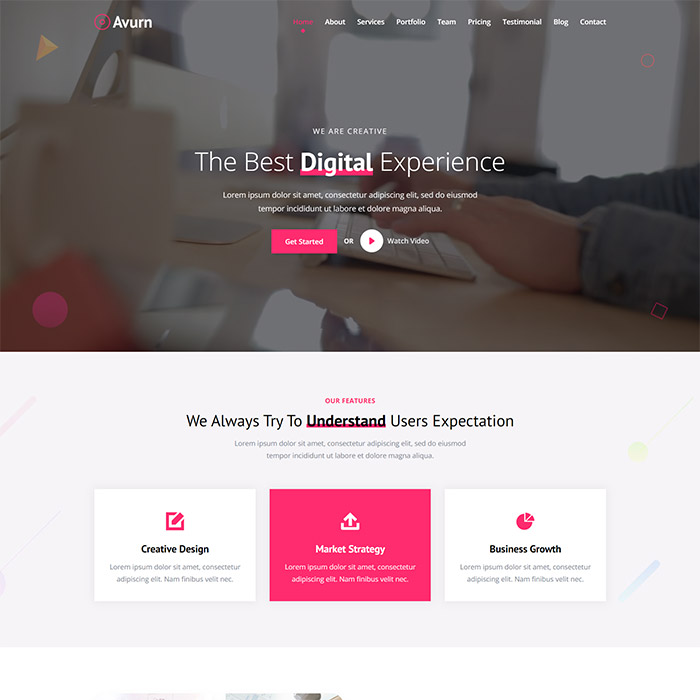 Avurn
Home About Services Portfolio Team Pricing Testimonial Blog Contact
WE ARE CREATIVE
The Best Digital Experience
Lorem ipsum dolor sit amet, consectetur adipiscing elit, sed do eiusmod
tempor incididunt ut labore et dolore magna aliqua.
Get Started OR Watch Video
OUR FEATURES
We Always Try To Understand Users Expectation
Lorem ipsum dolor sit amet, consectetur adipiscing elit, sed do eiusmod
tempor incididunt ut labore et dolore magna aliqua.
Creative Design
Lorem ipsum dolor sit amet, consectetur
adipiscing elit. Nam finibus velit nec.
Market Strategy
Lorem ipsum dolor sit amet, consectetur
adipiscing elit. Nam finibus velit nec.
Business Growth
Lorem ipsum dolor sit amet, consectetur
adipiscing elit. Nam finibus velit nec.